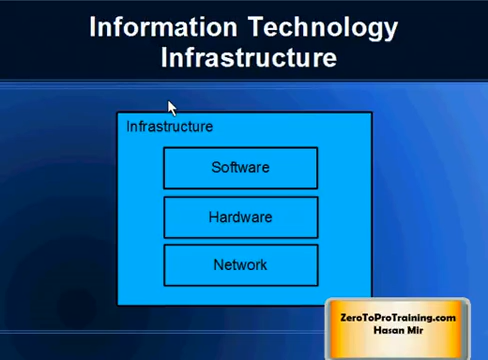 Information Technology
Infrastructure
Infrastructure
Software
Hardware
Network
ZeroToProTraining.com
Hasan Mir